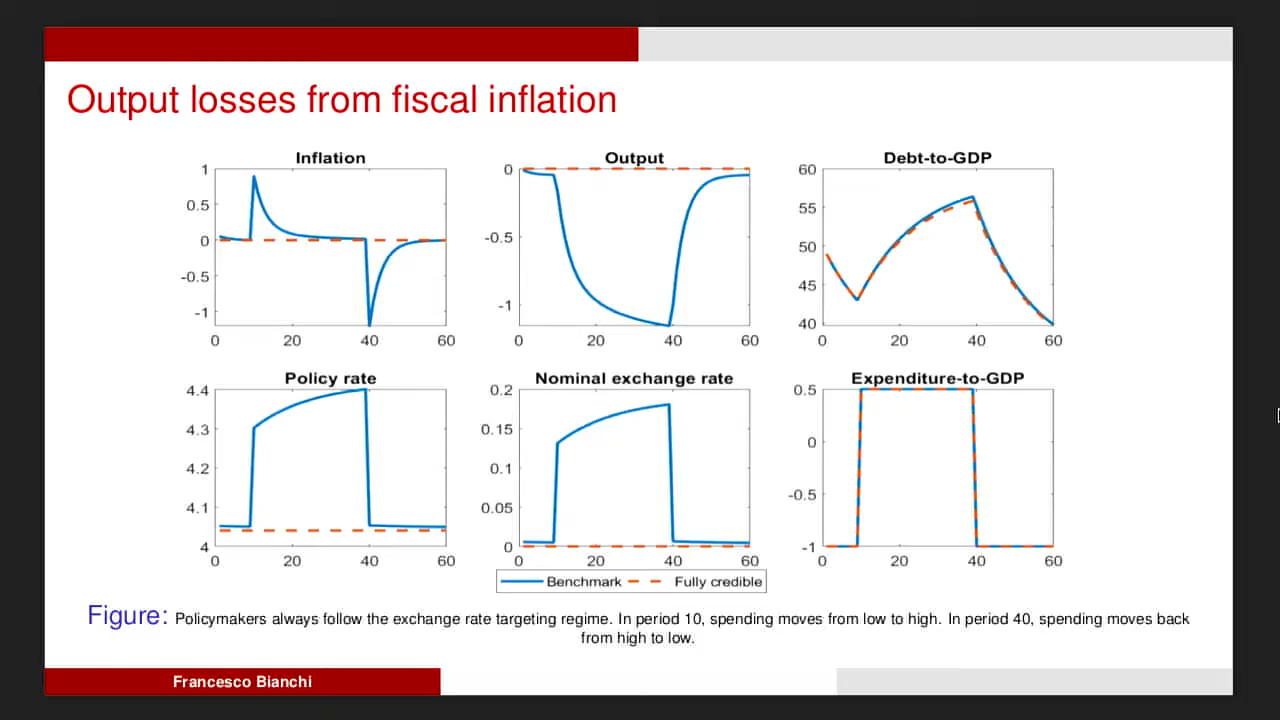 Output losses from fiscal inflation
Inflation
1
0.5
0
-0.5
-1
0 20 40 60
Output
0
-0.5
-1
0 20 40 60
Debt-to-GDP
60
55
50
45
40
0 20 40 60
Policy rate
4.4
4.3
4.2
4.1
4
0 20 40 60
Nominal exchange rate
0.2
0.15
0.1
0.05
0
0 20 40 60
Expenditure-to-GDP
0.5
0
-0.5
-1
0 20 40 60
Benchmark Fully credible
Figure: Policymakers always follow the exchange rate targeting regime. In period 10, spending moves from low to high. In period 40, spending moves back
from high to low.
Francesco Bianchi